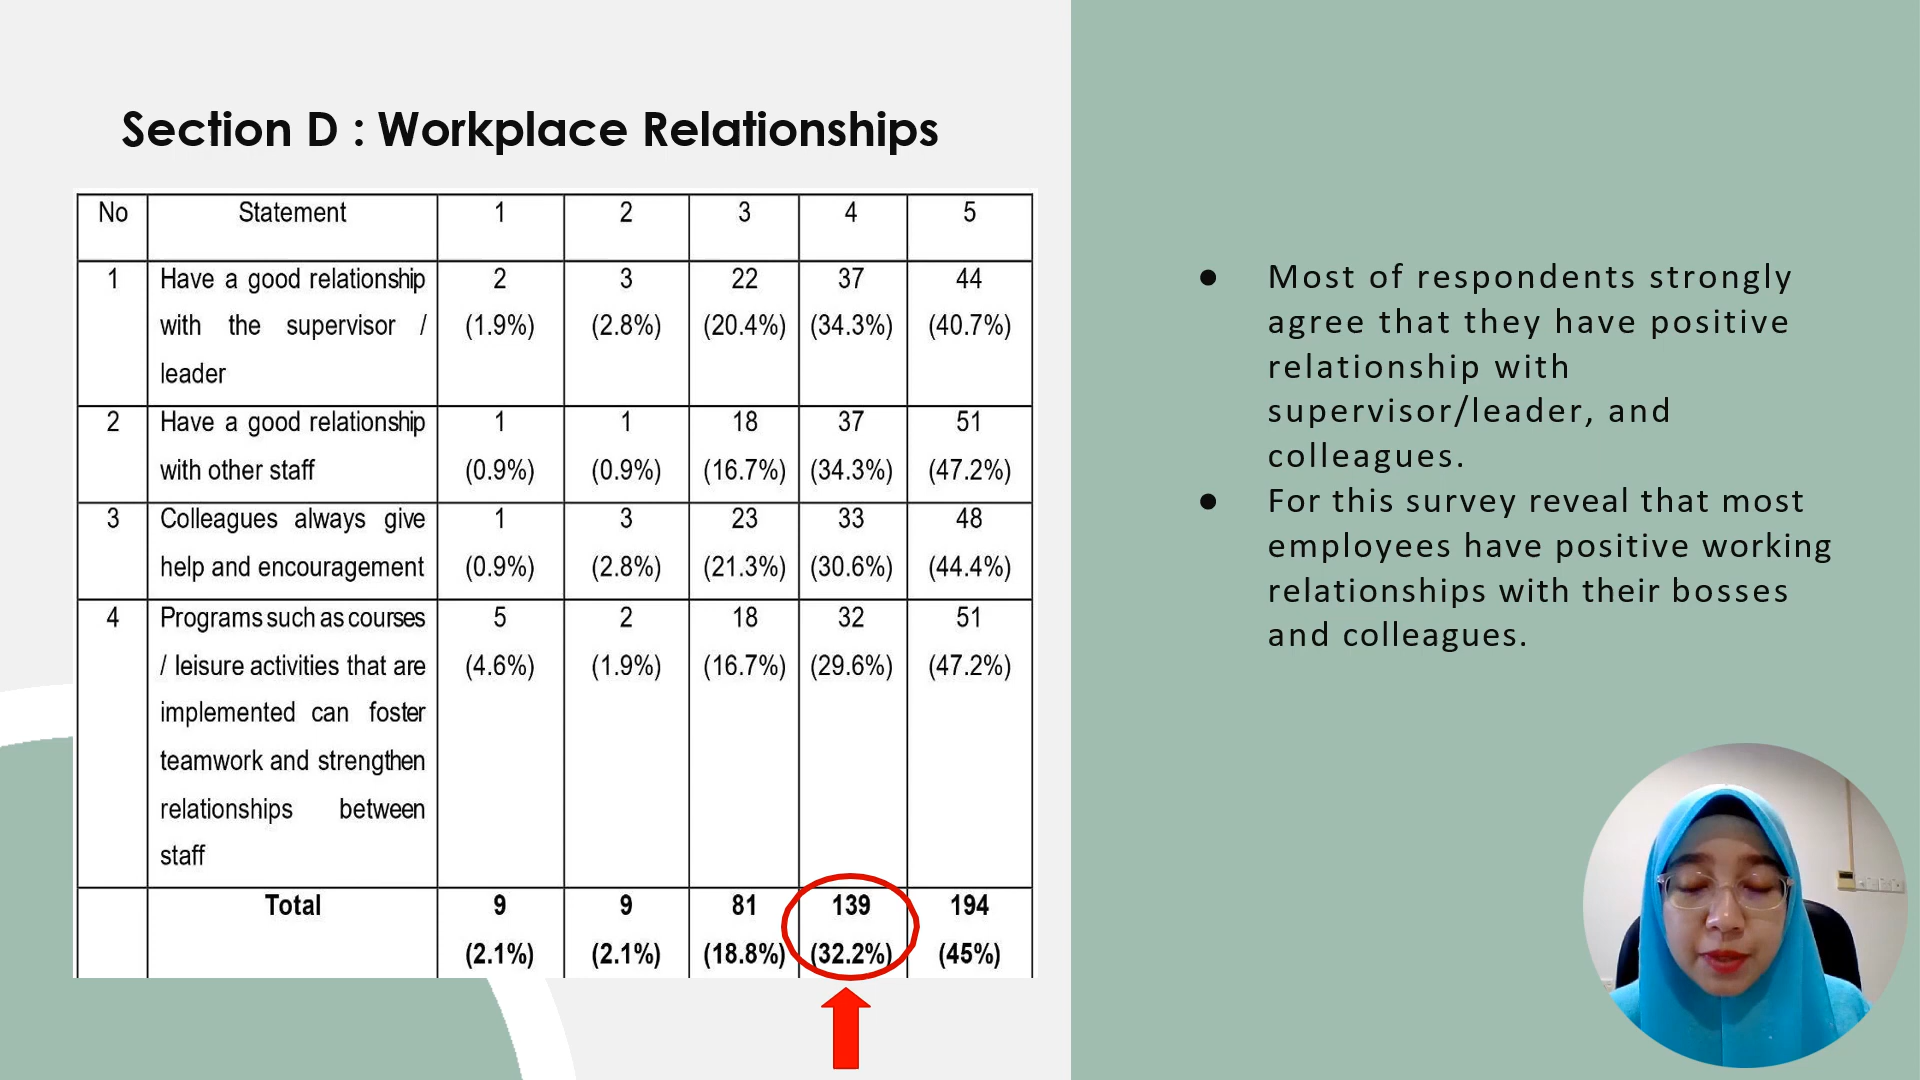 Section D : Workplace Relationships
No Statement 1 2 3 4 5
1 Have a good relationship 2 3 22 37 44
with the supervisor / (1.9%) (2.8%) (20.4%) (34.3%) (40.7%)
leader
2 Have a good relationship 1 1 18 37 51
with other staff (0.9%) (0.9%) (16.7%) (34.3%) (47.2%)
3 Colleagues always give 1 3 23 33 48
help and encouragement (0.9%) (2.8%) (21.3%) (30.6%) (44.4%)
4 Programs such as courses 5 2 18 32 51
/ leisure activities that are (4.6%) (1.9%) (16.7%) (29.6%) (47.2%)
implemented can foster
teamwork and strengthen
relationships between
staff
Total 9 9 81 139 194
(2.1%) (2.1%) (18.8%) (32.2%) (45%)
● Most of respondents strongly
agree that they have positive
relationship with
supervisor/leader, and
colleagues.
● For this survey reveal that most
employees have positive working
relationships with their bosses
and colleagues.